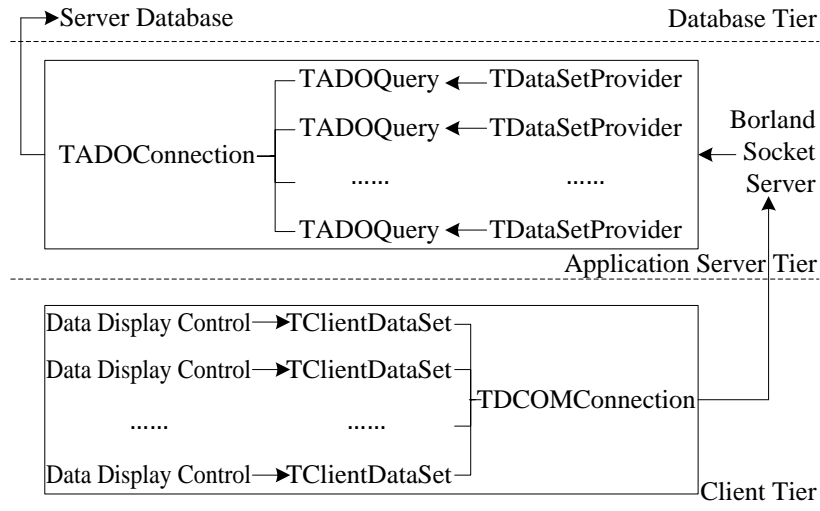 Server Database
Database Tier
TADOQuery TDataSetProvider
TADOQuery TDataSetProvider
TADOConnection
...... ......
TADOQuery TDataSetProvider
Borland
Socket
Server
Application Server Tier
Data Display Control TClientDataSet
Data Display Control TClientDataSet
TDCOMConnection
...... ......
Data Display Control TClientDataSet
Client Tier